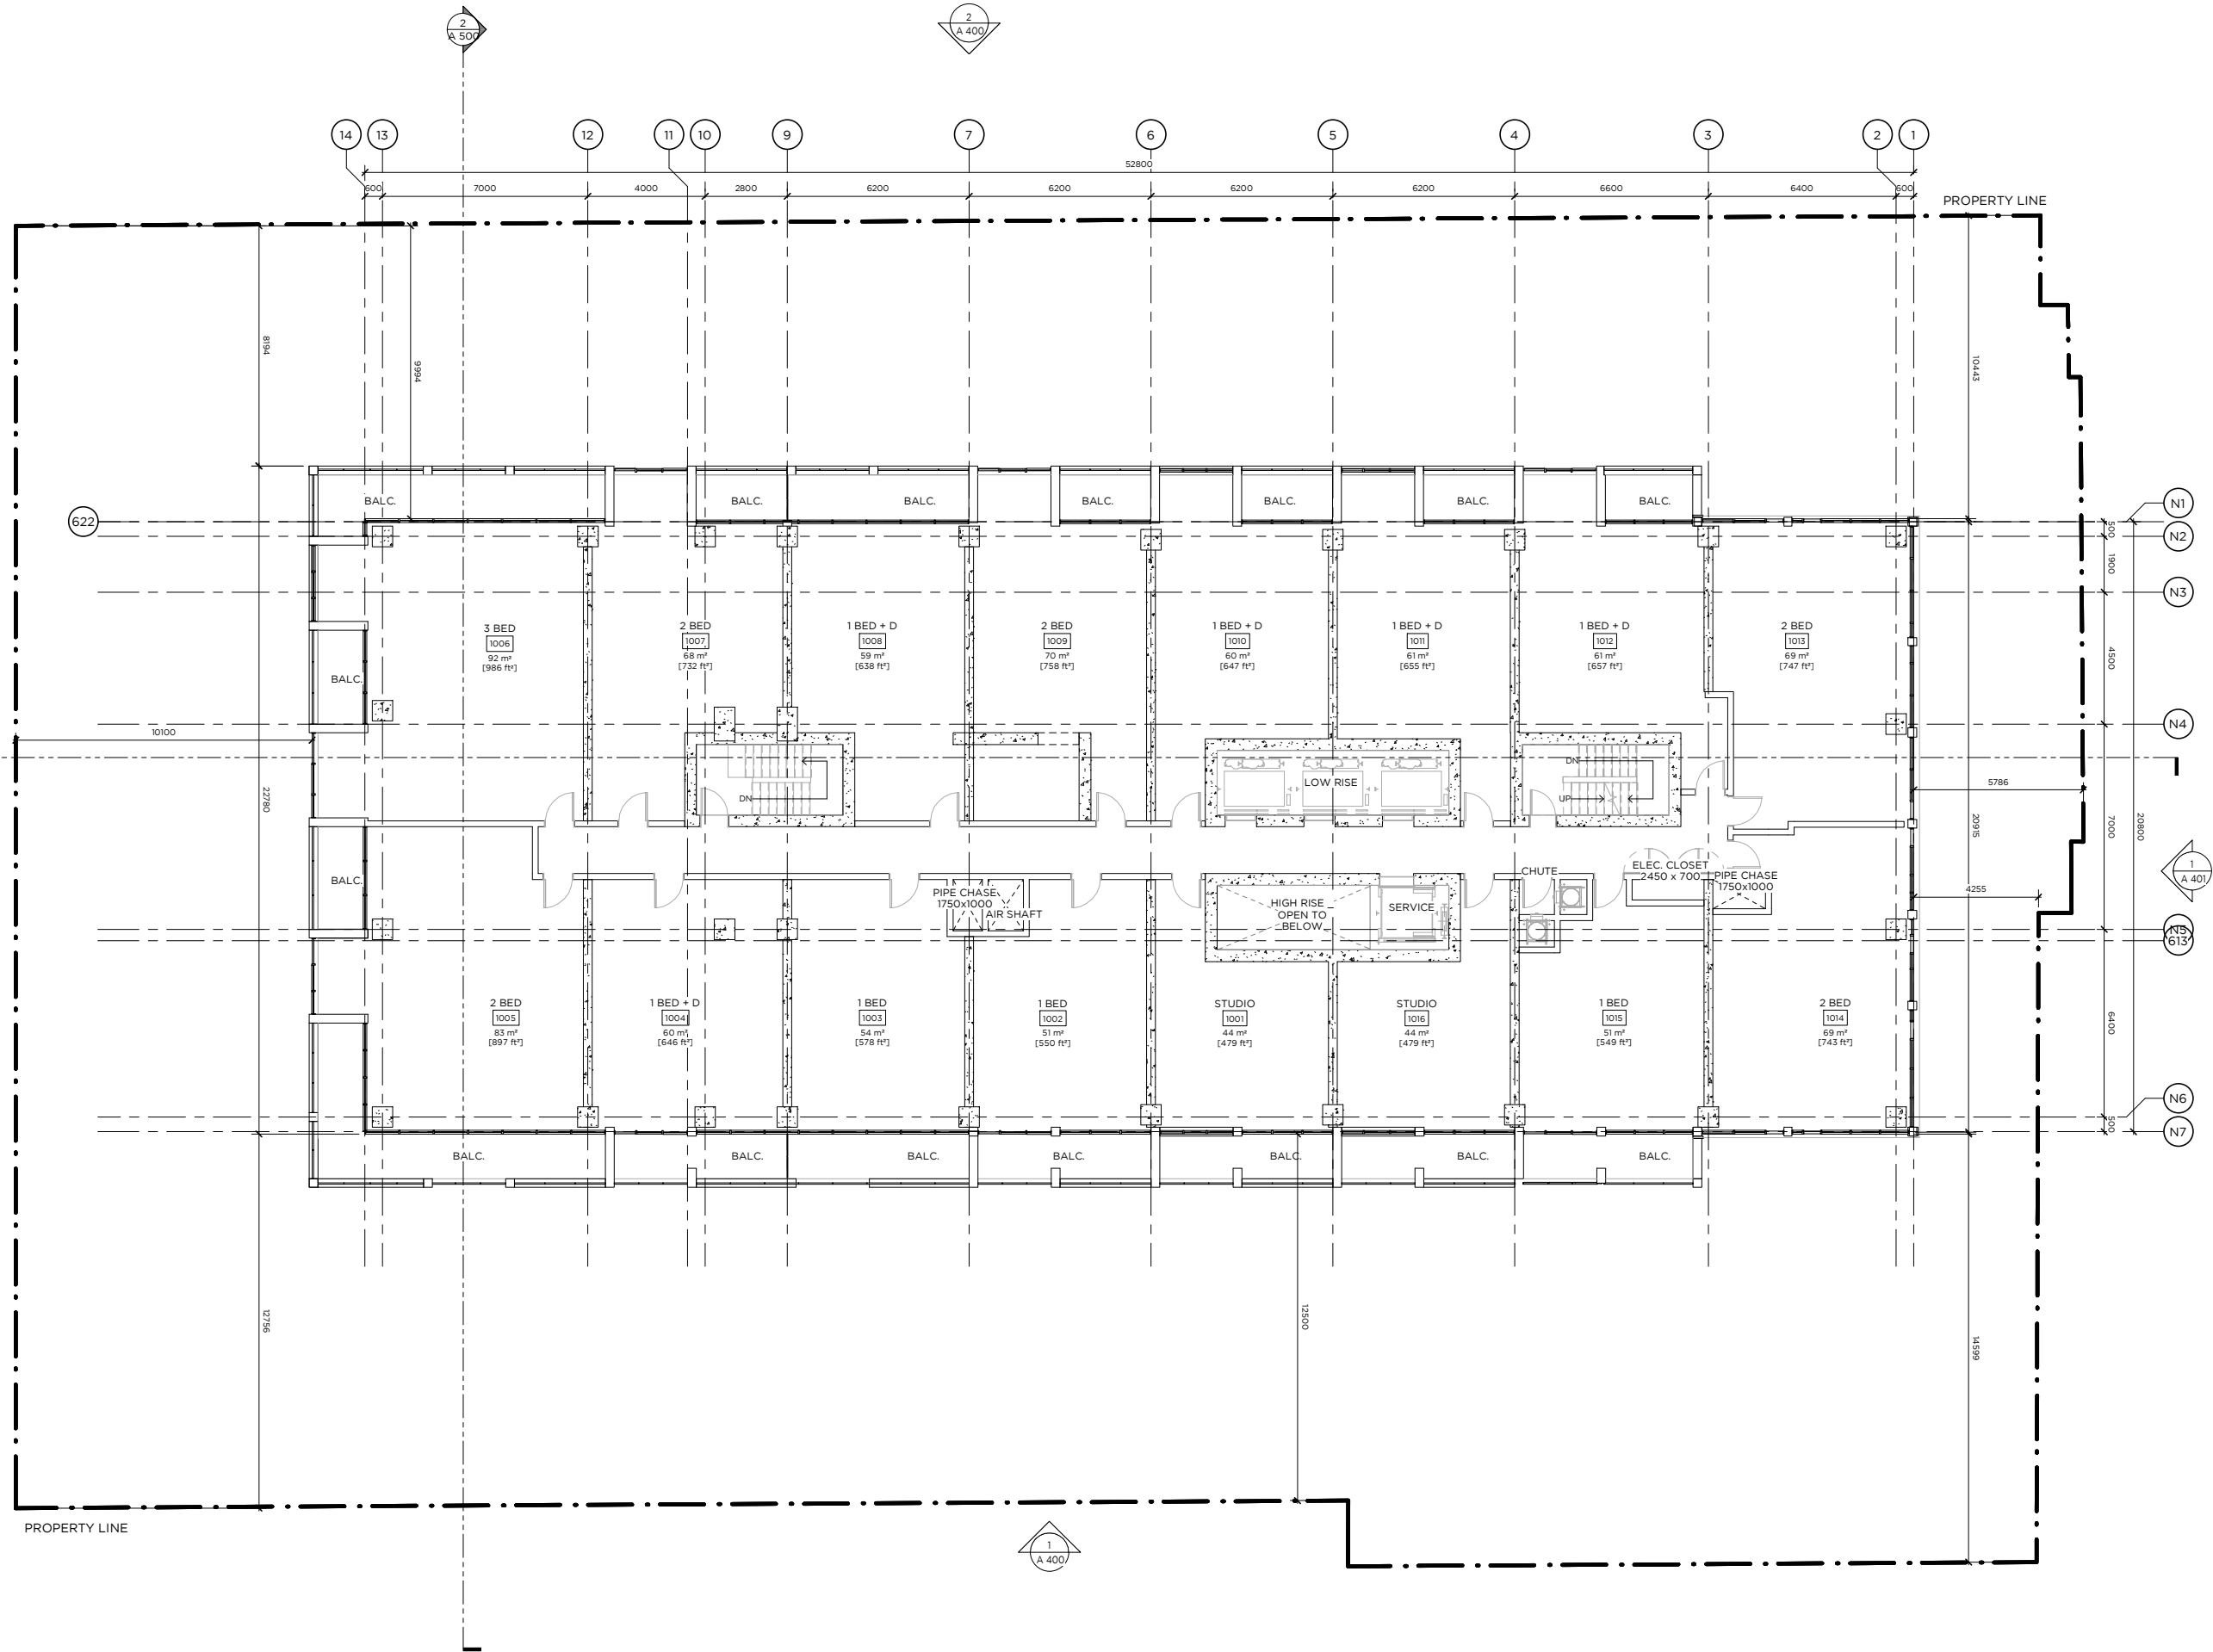 2
A 500
2
A 400
14
13
12
11
10
9
7
6
5
4
3
2
1
52800
600
7000
4000
2800
6200
6200
6200
6200
6600
6400
600
PROPERTY LINE
8194
9994
10443
BALC.
BALC.
BALC.
BALC.
BALC.
BALC.
BALC.
622
N1
N2
N3
N4
500
1900
4500
3 BED
1006
92 m²
[986 ft²]
2 BED
1007
68 m²
[732 ft²]
1 BED + D
1008
59 m²
[638 ft²]
2 BED
1009
70 m²
[758 ft²]
1 BED + D
1010
60 m²
[647 ft²]
1 BED + D
1011
61 m²
[655 ft²]
1 BED + D
1012
61 m²
[657 ft²]
2 BED
1013
69 m²
[747 ft²]
BALC.
10100
22780
DN
LOW RISE
DN
UP
5786
7000
20915
20800
1
A 401
BALC.
PIPE CHASE
1750x1000
AIR SHAFT
HIGH RISE
OPEN TO
BELOW
SERVICE
CHUTE
ELEC. CLOSET
2450 x 700
PIPE CHASE
1750x1000
4255
N5
613
2 BED
1005
83 m²
[897 ft²]
1 BED + D
1004
60 m²
[646 ft²]
1 BED
1003
54 m²
[578 ft²]
1 BED
1002
51 m²
[550 ft²]
STUDIO
1001
44 m²
[479 ft²]
STUDIO
1016
44 m²
[479 ft²]
1 BED
1015
51 m²
[549 ft²]
2 BED
1014
69 m²
[743 ft²]
6400
N6
500
N7
BALC.
BALC.
BALC.
BALC.
BALC.
BALC.
BALC.
12756
12500
14599
PROPERTY LINE
1
A 400